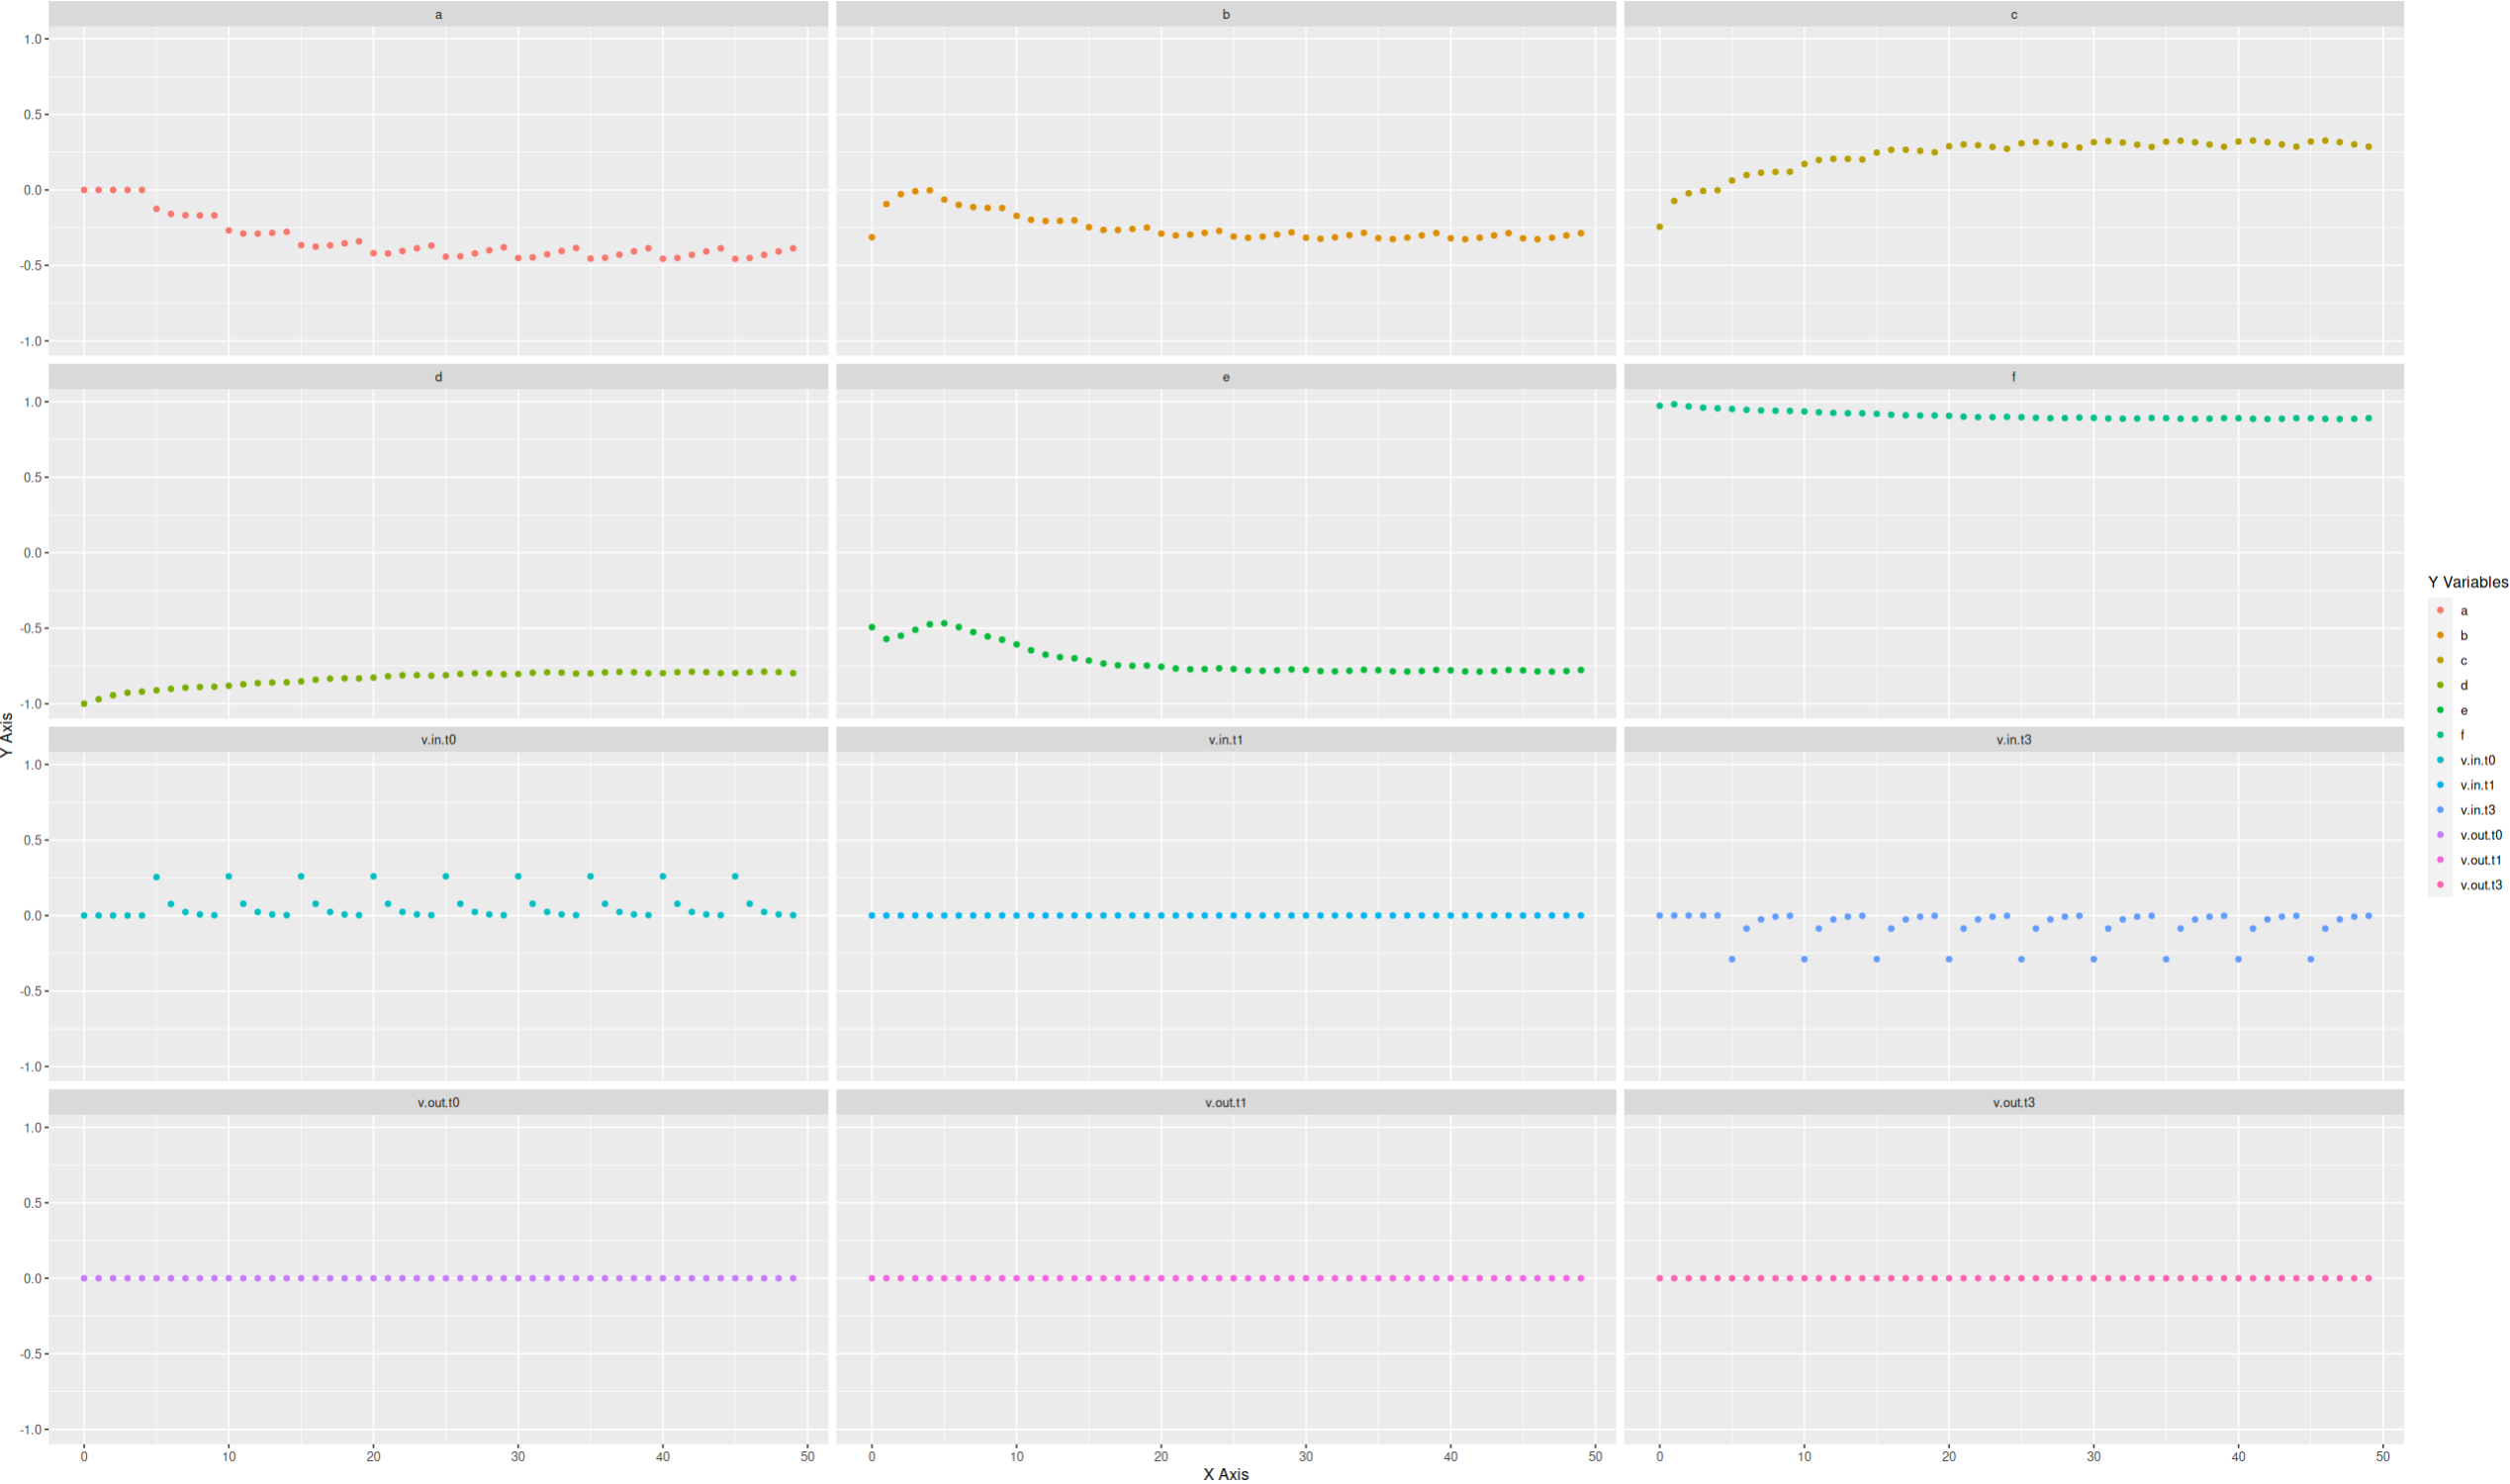 a b c
1.0
0.5
0.0
-0.5
-1.0
d e f
1.0
0.5
0.0
-0.5
-1.0
Y Axis
v.in.t0 v.in.t1 v.in.t3
1.0
0.5
0.0
-0.5
-1.0
v.out.t0 v.out.t1 v.out.t3
1.0
0.5
0.0
-0.5
-1.0
0 10 20 30 40 50 0 10 20 30 40 50 0 10 20 30 40 50
X Axis
Y Variables
a
b
c
d
e
f
v.in.t0
v.in.t1
v.in.t3
v.out.t0
v.out.t1
v.out.t3